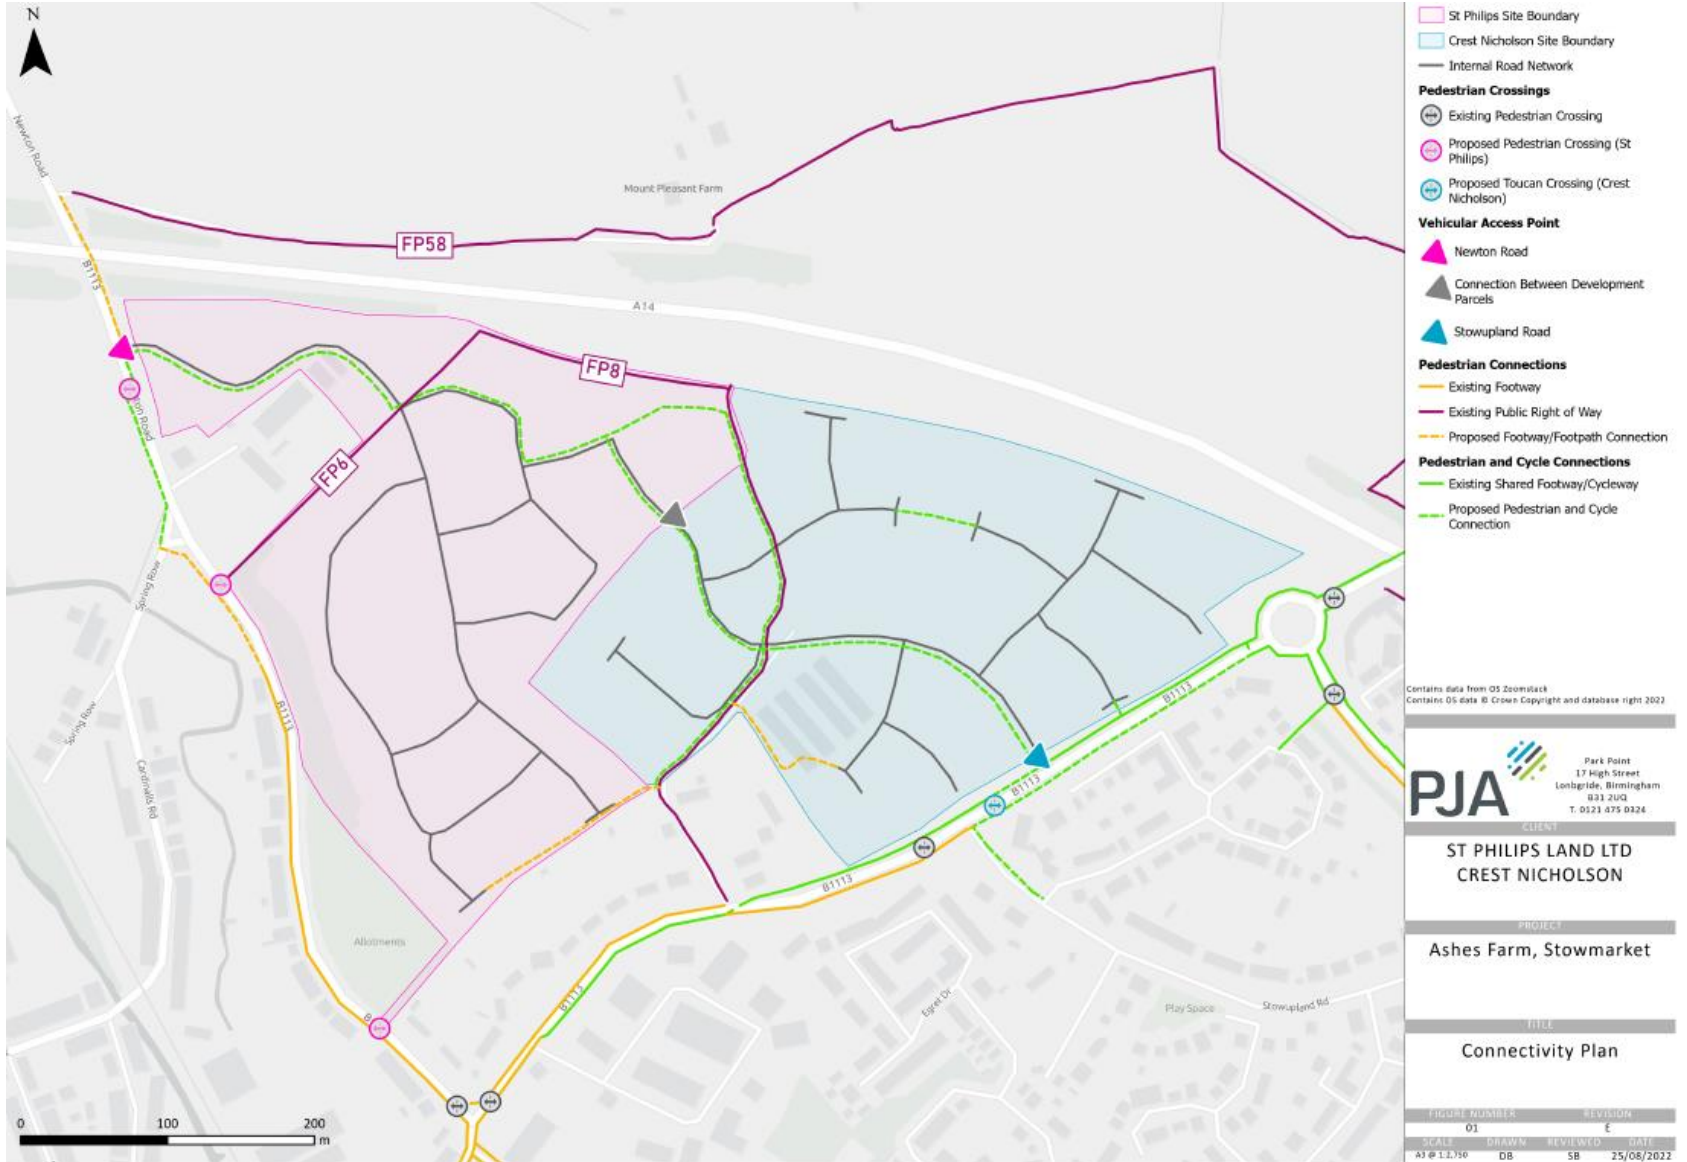 N
Newton Road
Mount Pleasant Farm
FP58
B1113
A14
FP8
on Road
FP6
Spring Row
B1113
B1113
Spring Row
Cardinalls Rd
B1113
B1113
Allotments
B1113
Egret Dr
Play Space
Stowupland Rd
0 100 200
m
St Philips Site Boundary
Crest Nicholson Site Boundary
Internal Road Network
Pedestrian Crossings
Existing Pedestrian Crossing
Proposed Pedestrian Crossing (St
Philips)
Proposed Toucan Crossing (Crest
Nicholson)
Vehicular Access Point
Newton Road
Connection Between Development
Parcels
Stowupland Road
Pedestrian Connections
Existing Footway
Existing Public Right of Way
Proposed Footway/Footpath Connection
Pedestrian and Cycle Connections
Existing Shared Footway/Cycleway
Proposed Pedestrian and Cycle
Connection
Contains data from OS Zoomstack
Contains OS data © Crown Copyright and database right 2022
PJA
Park Point
17 High Street
Longbridge, Birmingham
B31 2UQ
T. 0121 475 0234
CLIENT
ST PHILIPS LAND LTD
CREST NICHOLSON
PROJECT
Ashes Farm, Stowmarket
TITLE
Connectivity Plan
FIGURE NUMBER REVISION
01 E
SCALE DRAWN REVIEWED DATE
A3 @ 1:2,750 DB SB 25/08/2022